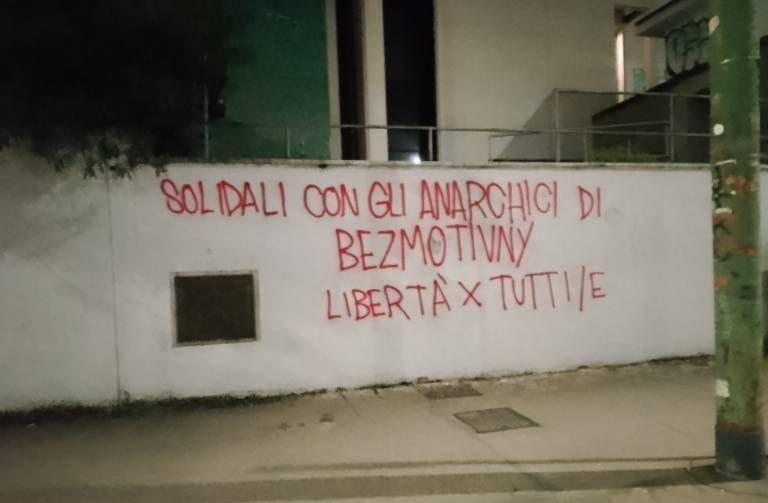 SOLIDALI CON GLI ANARCHICI DI
BEZMOTIVNY
LIBERTÀ X TUTTI/E